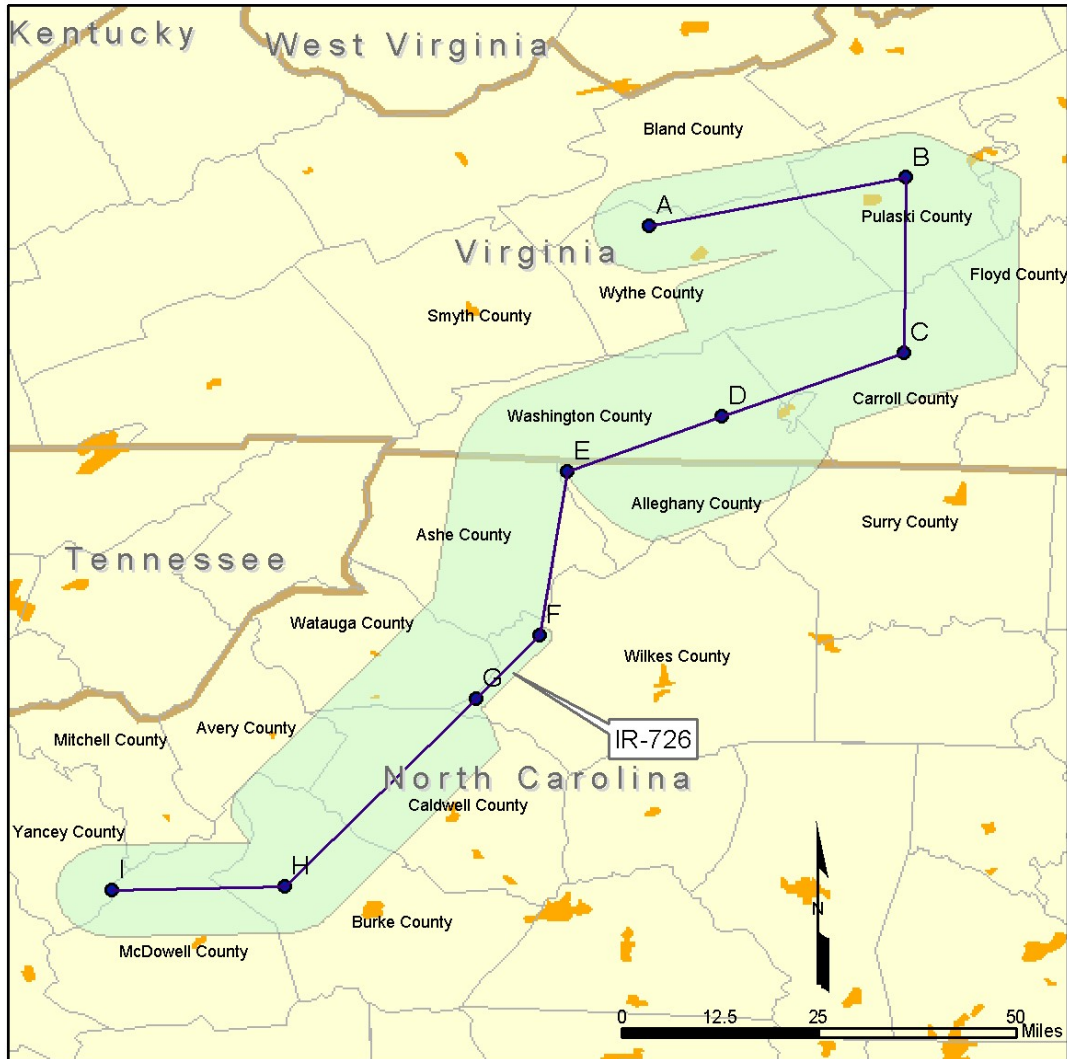 Kentucky
West Virginia
Bland County
B
A
Pulaski County
Virginia
Floyd County
Wythe County
Smyth County
C
Carroll County
D
Washington County
E
Alleghany County
Surry County
Ashe County
Tennessee
F
Watauga County
Wilkes County
G
Avery County
IR-726
Mitchell County
North Carolina
Caldwell County
Yancey County
I
H
N
Burke County
McDowell County
0 12.5 25 50
Miles